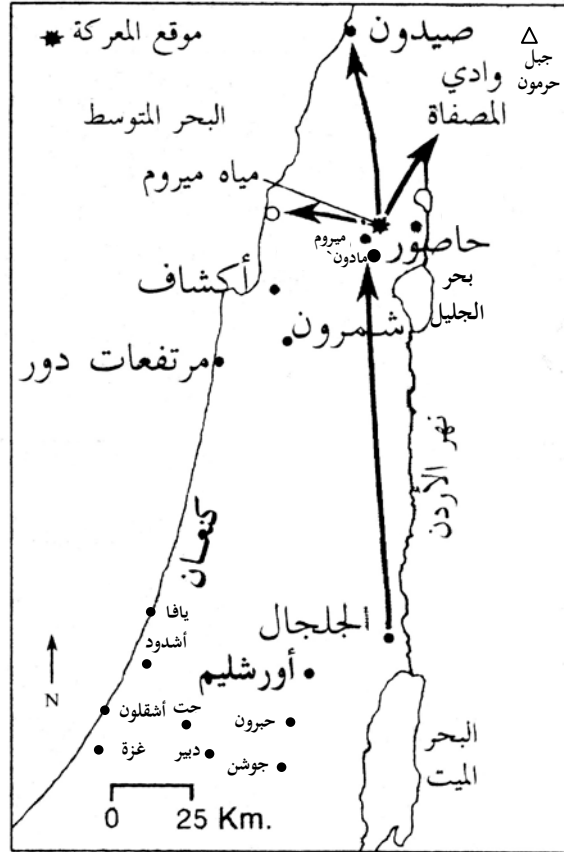 موقع المعركة
صيدون
جبل
حرمون
وادي
المصفاة
البحر المتوسط
مياه ميروم
حاصور
ميروم
مادون
بحر
الجليل
أكشاف
شمرون
مرتفعات دور
نهر الأردن
كنعان
يافا
الجلجال
أشدود
أورشليم
حت
أشقلون
حبرون
البحر
الميت
غزة
دبير
جوشن
N
0 25 Km.